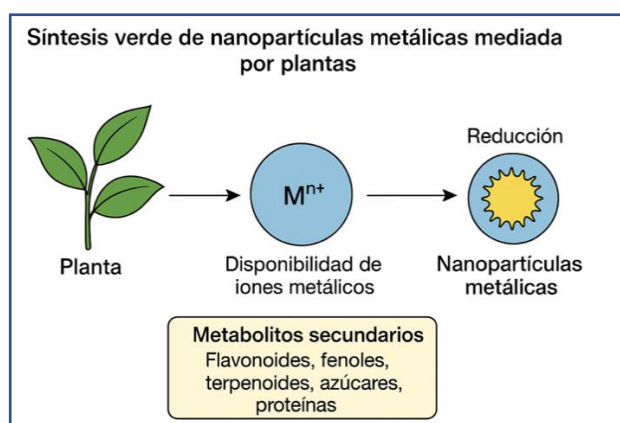 Síntesis verde de nanopartículas metálicas mediada
por plantas
Planta
Mⁿ⁺
Disponibilidad de
iones metálicos
Reducción
Nanopartículas
metálicas
Metabolitos secundarios
Flavonoides, fenoles,
terpenoides, azúcares,
proteínas